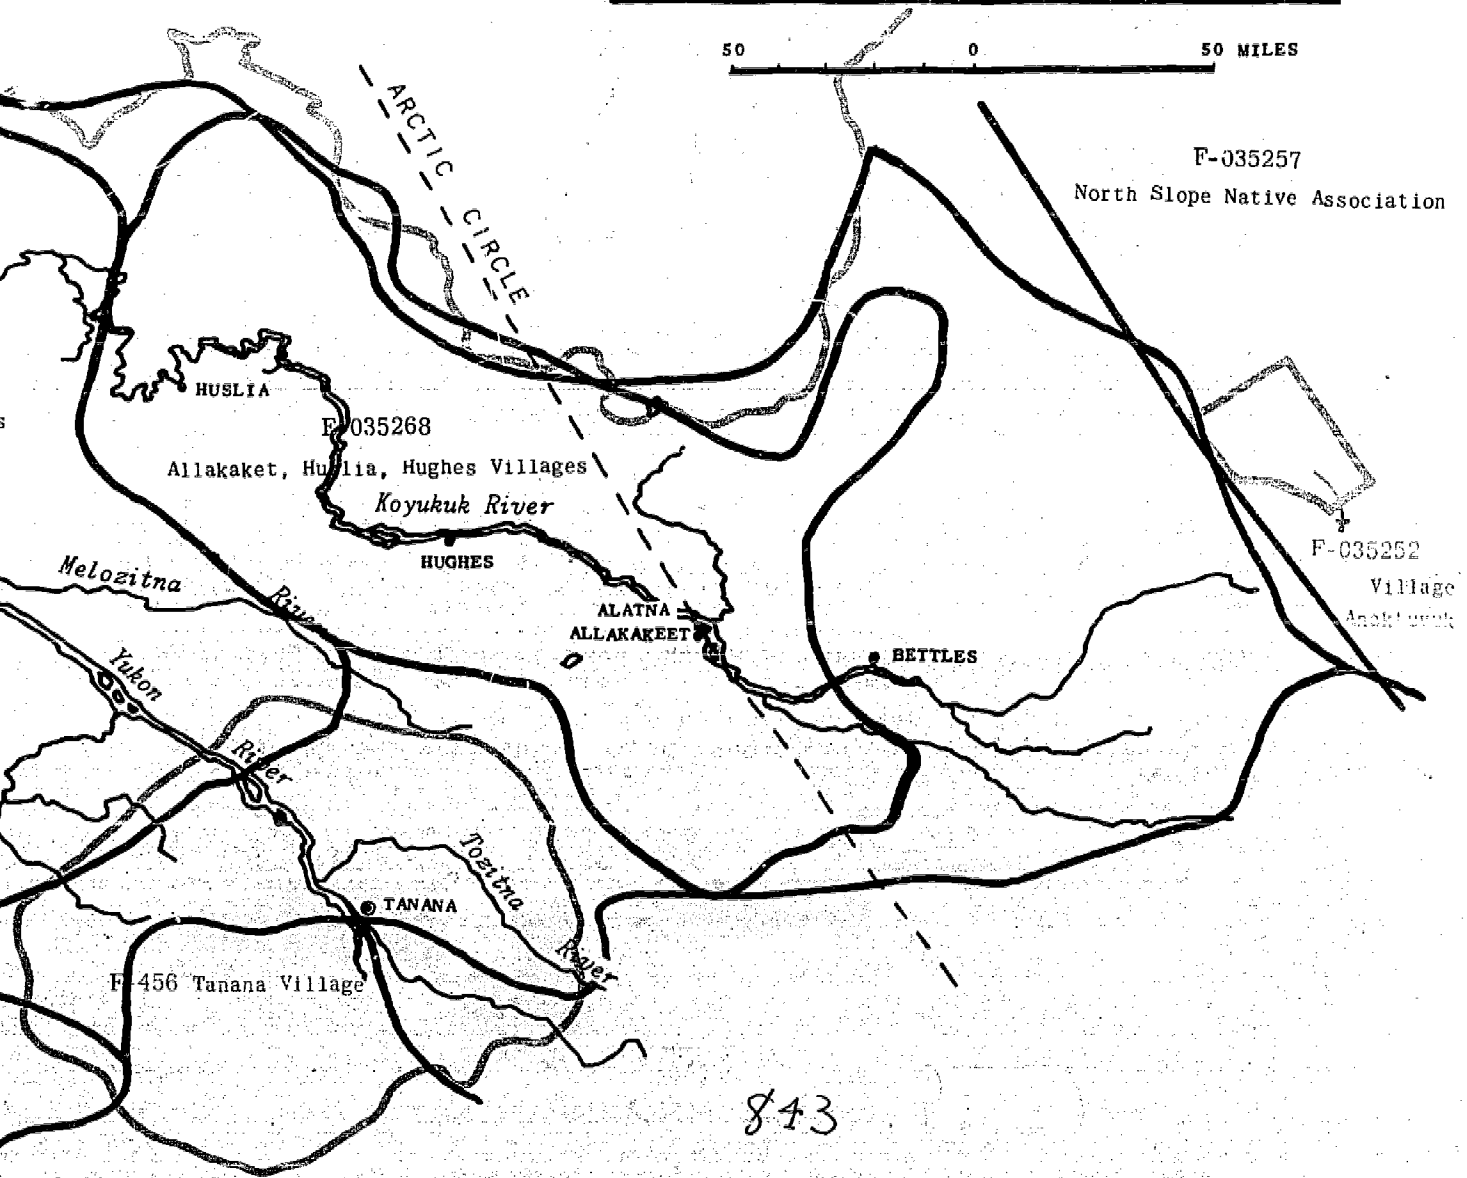 50 0 50 MILES
ARCTIC CIRCLE
F-035257
North Slope Native Association
HUSLIA
F-035268
Allakaket, Huslia, Hughes Villages
Koyukuk River
HUGHES
F-035252
Village
Melozitna River
ALATNA
ALLAKAKEET
BETTLES
Yukon River
Tozitna River
TANANA
F-456 Tanana Village
843